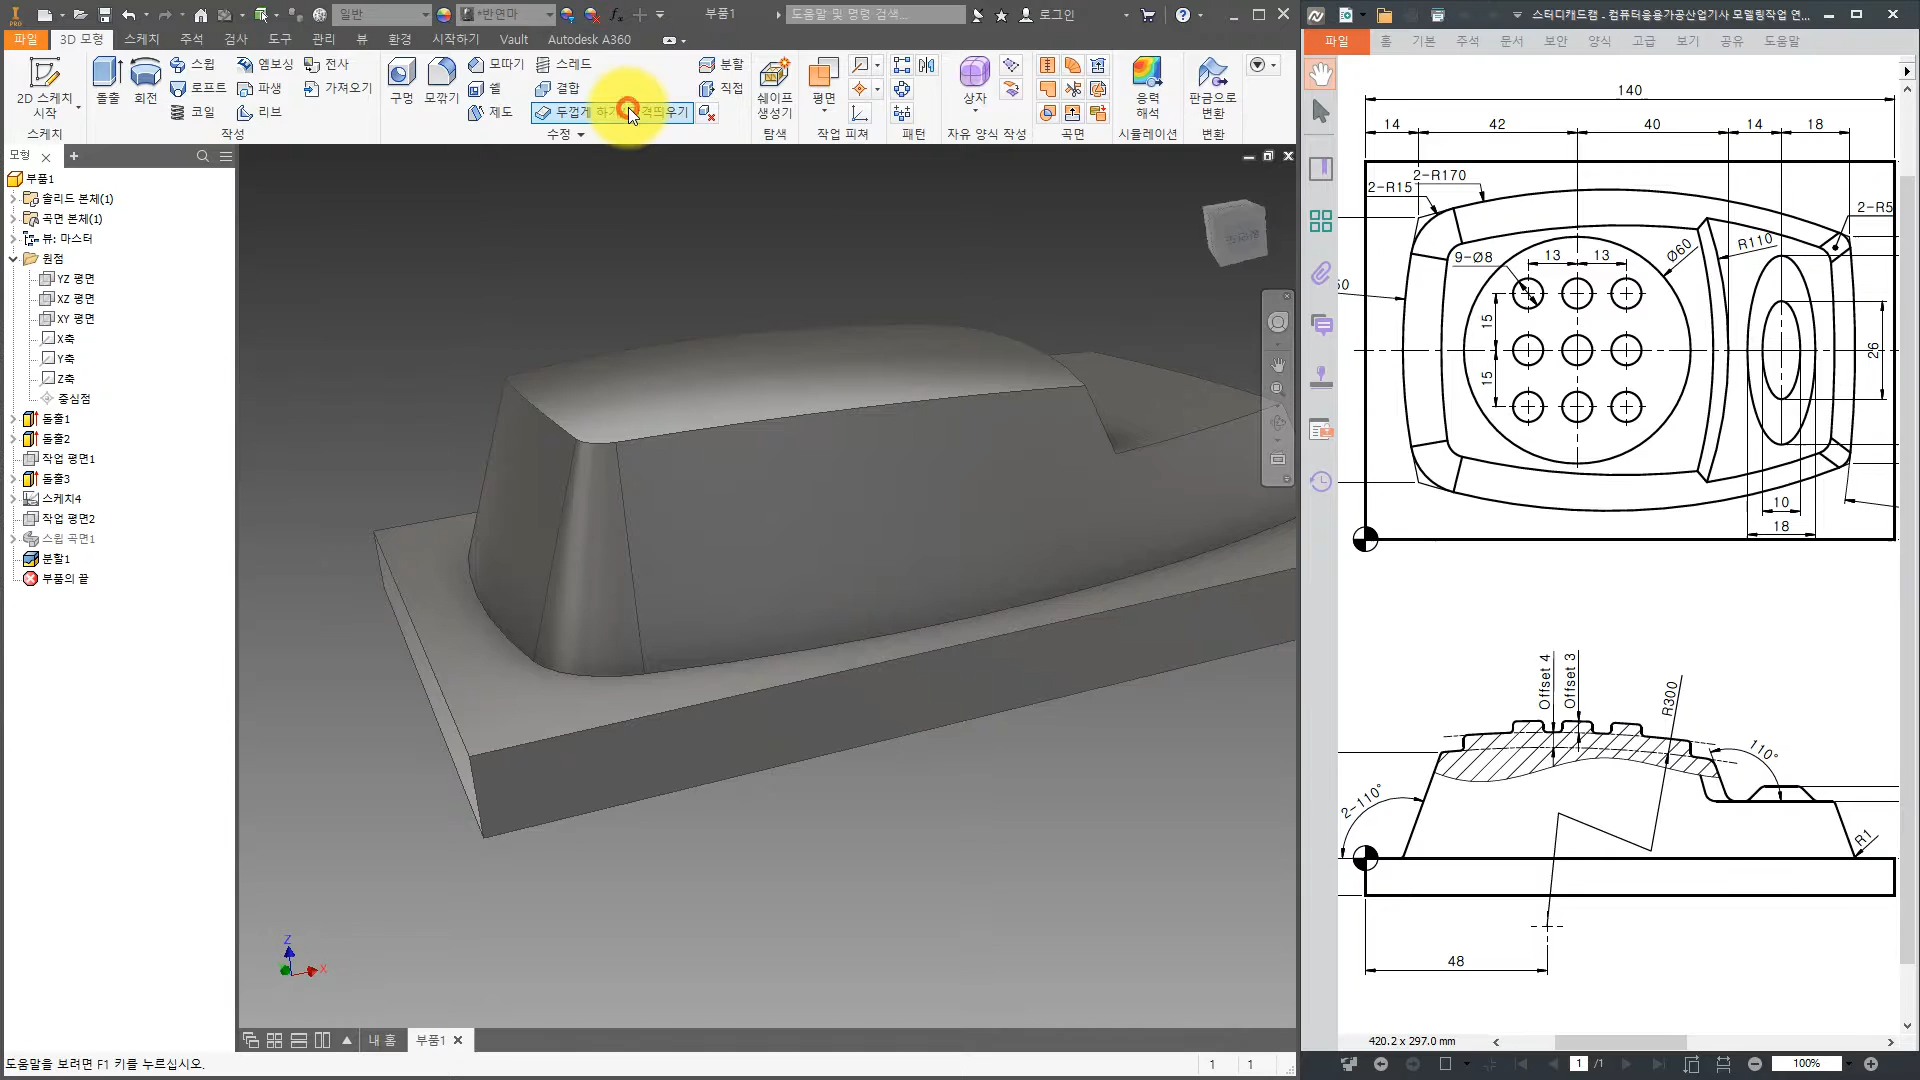 일반
*반연마
부품1
도움말 및 명령 검색...
로그인
파일
3D 모형
스케치
주석
검사
도구
관리
뷰
환경
시작하기
Vault
Autodesk A360
2D 스케치
시작
스케치
돌출
회전
스윕
로프트
코일
엠보싱
파생
리브
전사
가져오기
작성
구멍
모깎기
모따기
쉘
제도
스레드
결합
두껍게 하기
격띄우기
분할
직접
수정
쉐이프
생성기
탐색
평면
작업 피쳐
패턴
상자
자유 양식 작성
곡면
응력
해석
시뮬레이션
판금으로
변환
변환
모형
부품1
솔리드 본체(1)
곡면 본체(1)
뷰: 마스터
원점
YZ 평면
XZ 평면
XY 평면
X축
Y축
Z축
중심점
돌출1
돌출2
작업 평면1
돌출3
스케치4
작업 평면2
스윕 곡면1
분할1
부품의 끝
Z
X
내 홈
부품1
도움말을 보려면 F1 키를 누르십시오.
1
1
스터디캐드캠 - 컴퓨터응용가공산업기사 모델링작업 연...
파일
홈
기본
주석
문서
보안
양식
고급
보기
공유
도움말
140
14
42
40
14
18
2-R170
2-R15
2-R5
R110
Ø60
9-Ø8
13
13
15
15
26
10
18
Offset 4
Offset 3
R300
110°
2-110°
R1
48
420.2 x 297.0 mm
1
/1
100%